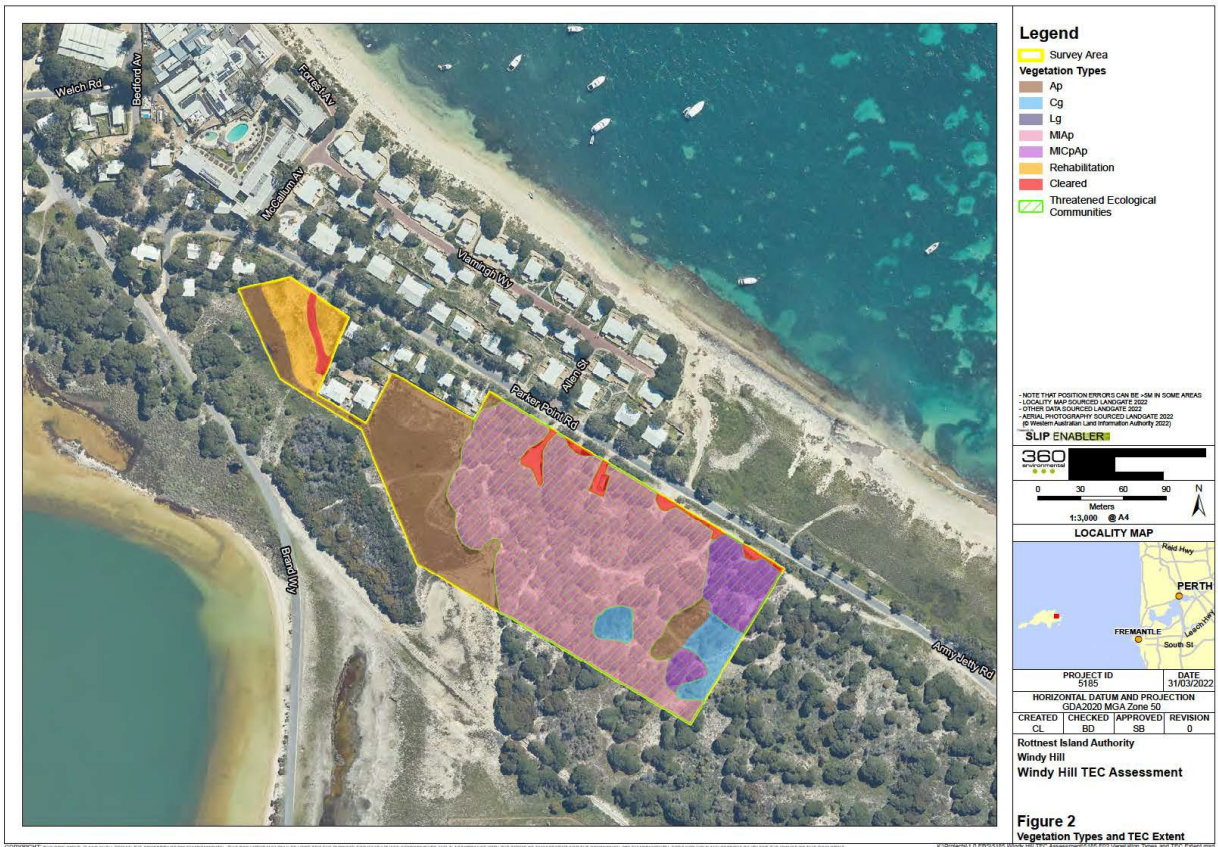 Welch Rd
Bedford Av
Forrest Av
McCallum Av
Vlamingh Wy
Allen St
Parker Point Rd
Brand Wy
Army Jetty Rd
Legend
Survey Area
Vegetation Types
Ap
Cg
Lg
MlAp
MlCpAp
Rehabilitation
Cleared
Threatened Ecological
Communities
- NOTE THAT POSITION ERRORS CAN BE >5M IN SOME AREAS
- LOCALITY MAP SOURCED LANDGATE 2022
- OTHER DATA SOURCED LANDGATE 2022
- AERIAL PHOTOGRAPHY SOURCED LANDGATE 2022
(© Western Australian Land Information Authority 2022)
SLIP ENABLER
360
environmental
0 30 60 90
N
Meters
1:3,000 @ A4
LOCALITY MAP
Reid Hwy
PERTH
Leach Hwy
FREMANTLE
South St
PROJECT ID
5185
DATE
31/03/2022
HORIZONTAL DATUM AND PROJECTION
GDA2020 MGA Zone 50
CREATED CHECKED APPROVED REVISION
CL BD SB 0
Rottnest Island Authority
Windy Hill
Windy Hill TEC Assessment
Figure 2
Vegetation Types and TEC Extent